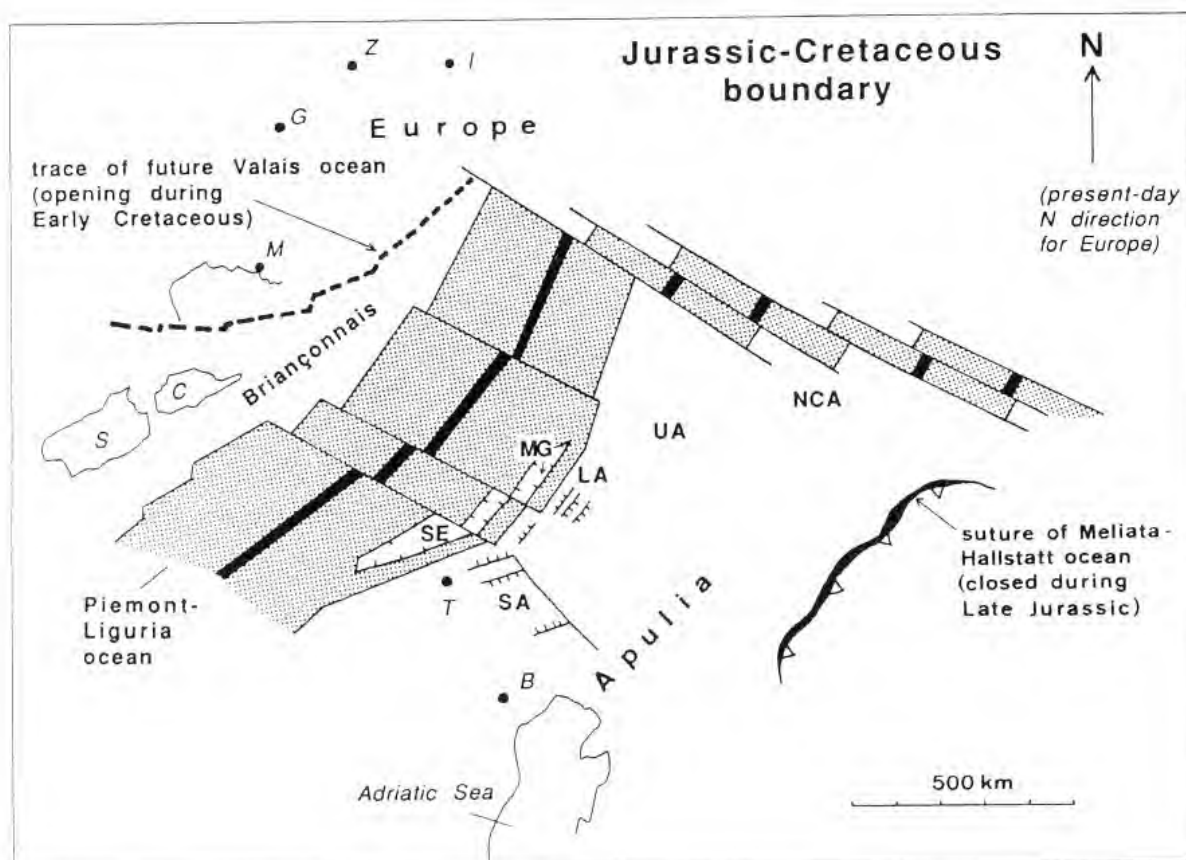 Jurassic-Cretaceous
boundary
N
(present-day
N direction
for Europe)
Z
I
G
Europe
trace of future Valais ocean
(opening during
Early Cretaceous)
M
Briançonnais
C
S
NCA
UA
MG
LA
SE
T
SA
Apulia
suture of Meliata-
Hallstatt ocean
(closed during
Late Jurassic)
Piemont-
Liguria
ocean
B
Adriatic Sea
500 km